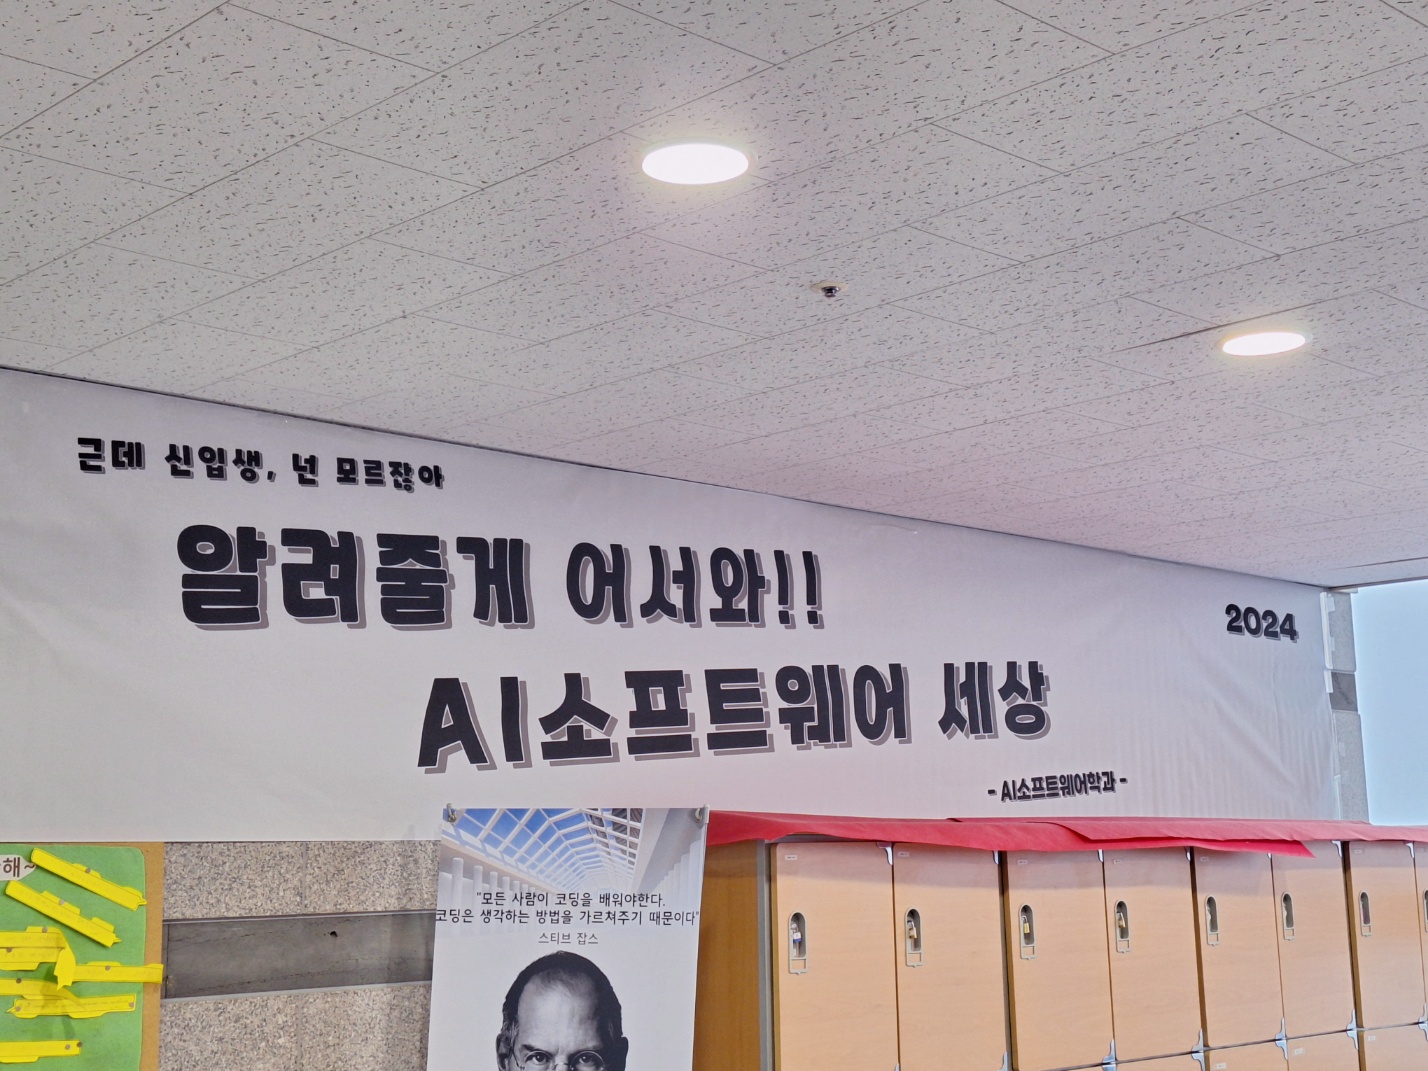 근데 신입생, 넌 모르잖아
알려줄게 어서와!!
2024
AI소프트웨어 세상
- AI소프트웨어학과 -
해~
"모든 사람이 코딩을 배워야한다.
코딩은 생각하는 방법을 가르쳐주기 때문이다"
스티브 잡스